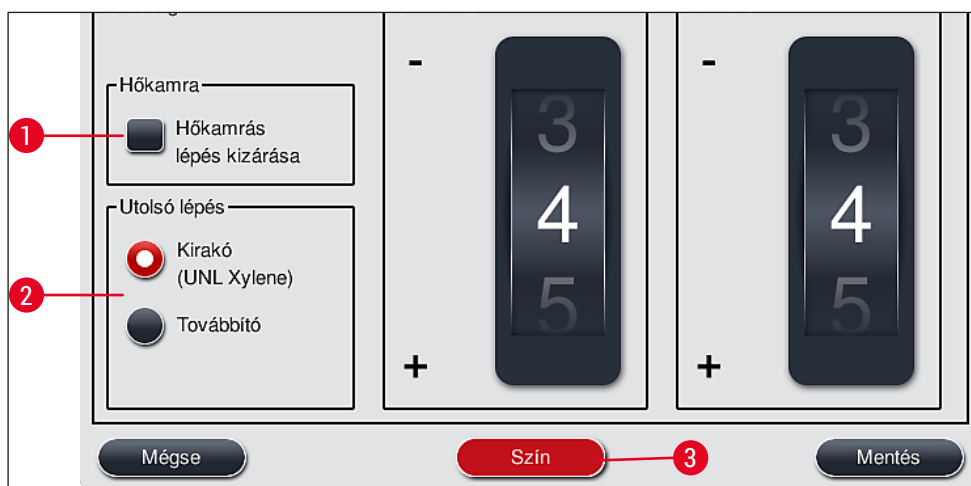 Hőkamra
1
Hőkamrás
lépés kizárása
Utolsó lépés
Kirakó
(UNL Xylene)
2
Továbbító
-
3
4
5
+
-
3
4
5
+
Mégse
Szín
3
Mentés